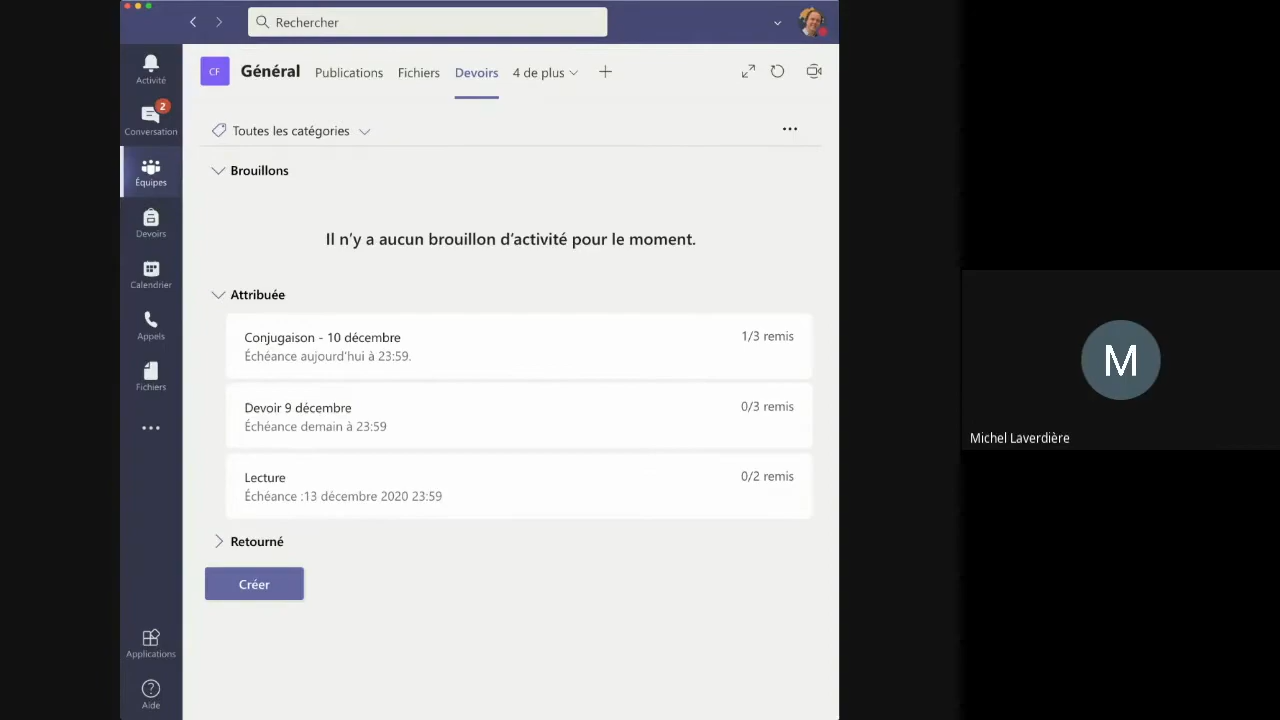 Rechercher
Activité
2
Conversation
Équipes
Devoirs
Calendrier
Appels
Fichiers
Applications
Aide
CF
Général
Publications
Fichiers
Devoirs
4 de plus
Toutes les catégories
Brouillons
Il n’y a aucun brouillon d’activité pour le moment.
Attribuée
Conjugaison - 10 décembre
1/3 remis
Échéance aujourd’hui à 23:59.
Devoir 9 décembre
0/3 remis
Échéance demain à 23:59
Lecture
0/2 remis
Échéance :13 décembre 2020 23:59
Retourné
Créer
M
Michel Laverdière